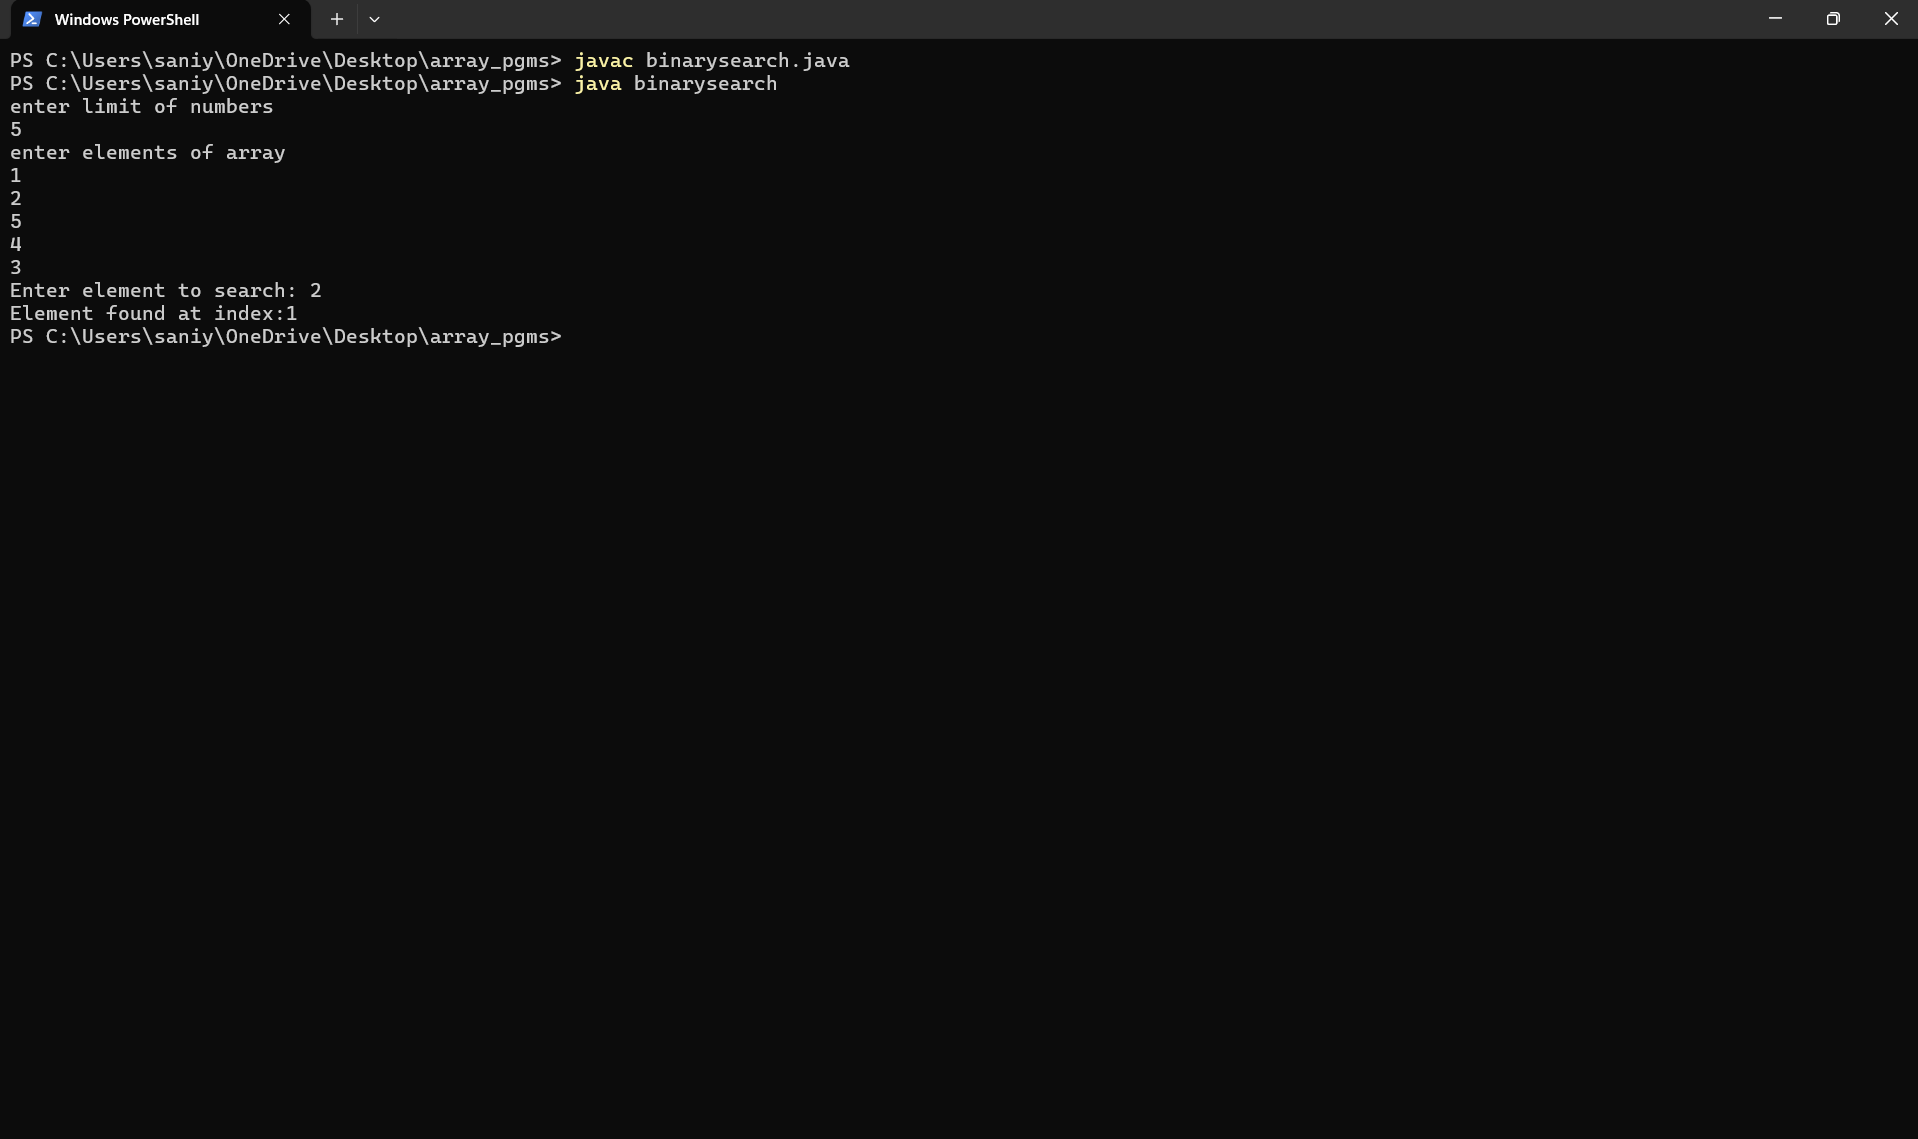 Windows PowerShell
PS C:\Users\saniy\OneDrive\Desktop\array_pgms> javac binarysearch.java
PS C:\Users\saniy\OneDrive\Desktop\array_pgms> java binarysearch
enter limit of numbers
5
enter elements of array
1
2
5
4
3
Enter element to search: 2
Element found at index:1
PS C:\Users\saniy\OneDrive\Desktop\array_pgms>